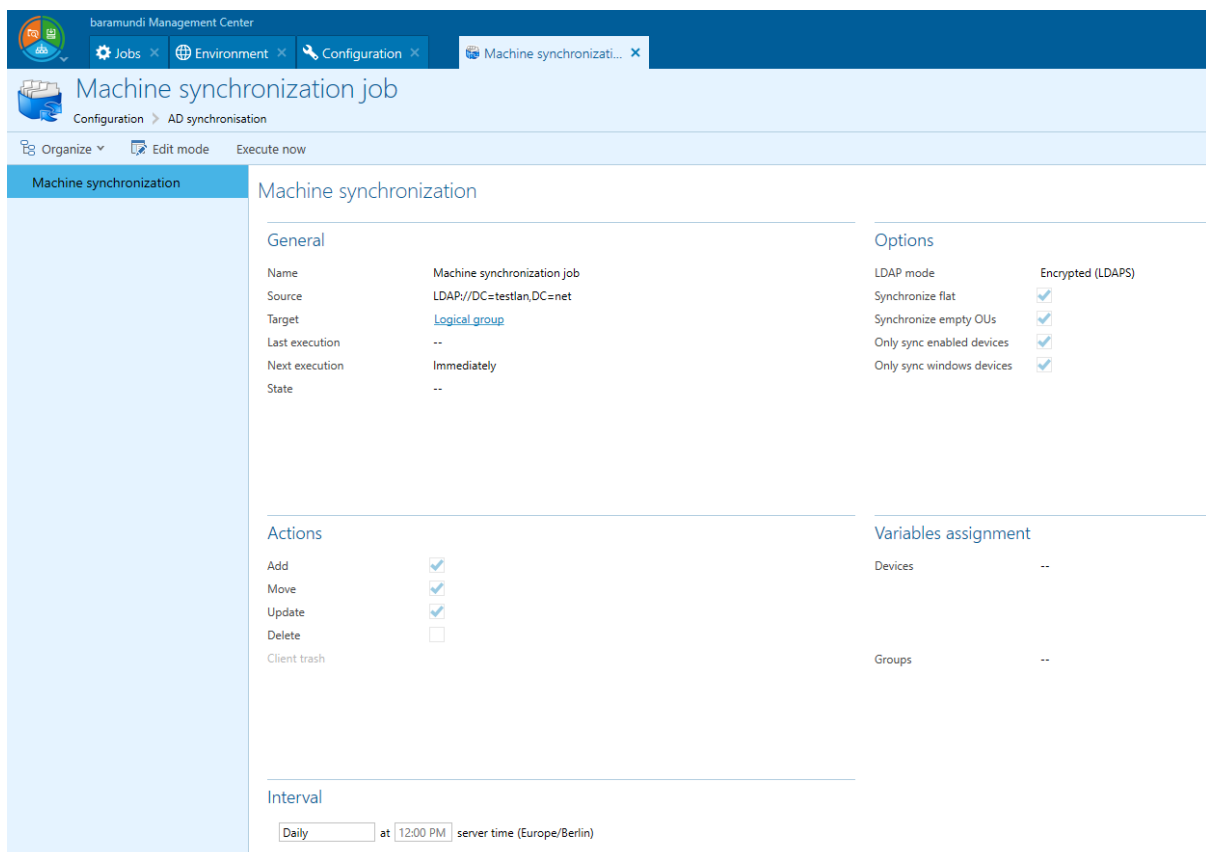 baramundi Management Center
Jobs Environment Configuration Machine synchronizati...
Machine synchronization job
Configuration > AD synchronisation
Organize Edit mode Execute now
Machine synchronization
Machine synchronization
General
Name Machine synchronization job
Source LDAP://DC=testlan,DC=net
Target Logical group
Last execution --
Next execution Immediately
State --
Options
LDAP mode Encrypted (LDAPS)
Synchronize flat
Synchronize empty OUs
Only sync enabled devices
Only sync windows devices
Actions
Add
Move
Update
Delete
Client trash
Variables assignment
Devices --
Groups --
Interval
Daily at 12:00 PM server time (Europe/Berlin)